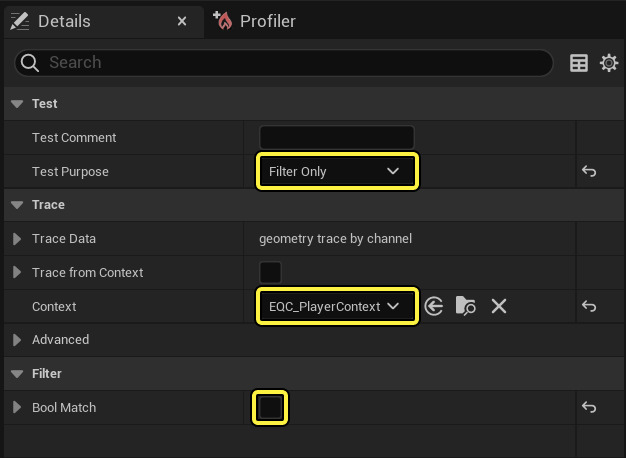 Details
Profiler
Search
Test
Test Comment
Test Purpose Filter Only
Trace
Trace Data geometry trace by channel
Trace from Context
Context EQC_PlayerContext
Advanced
Filter
Bool Match